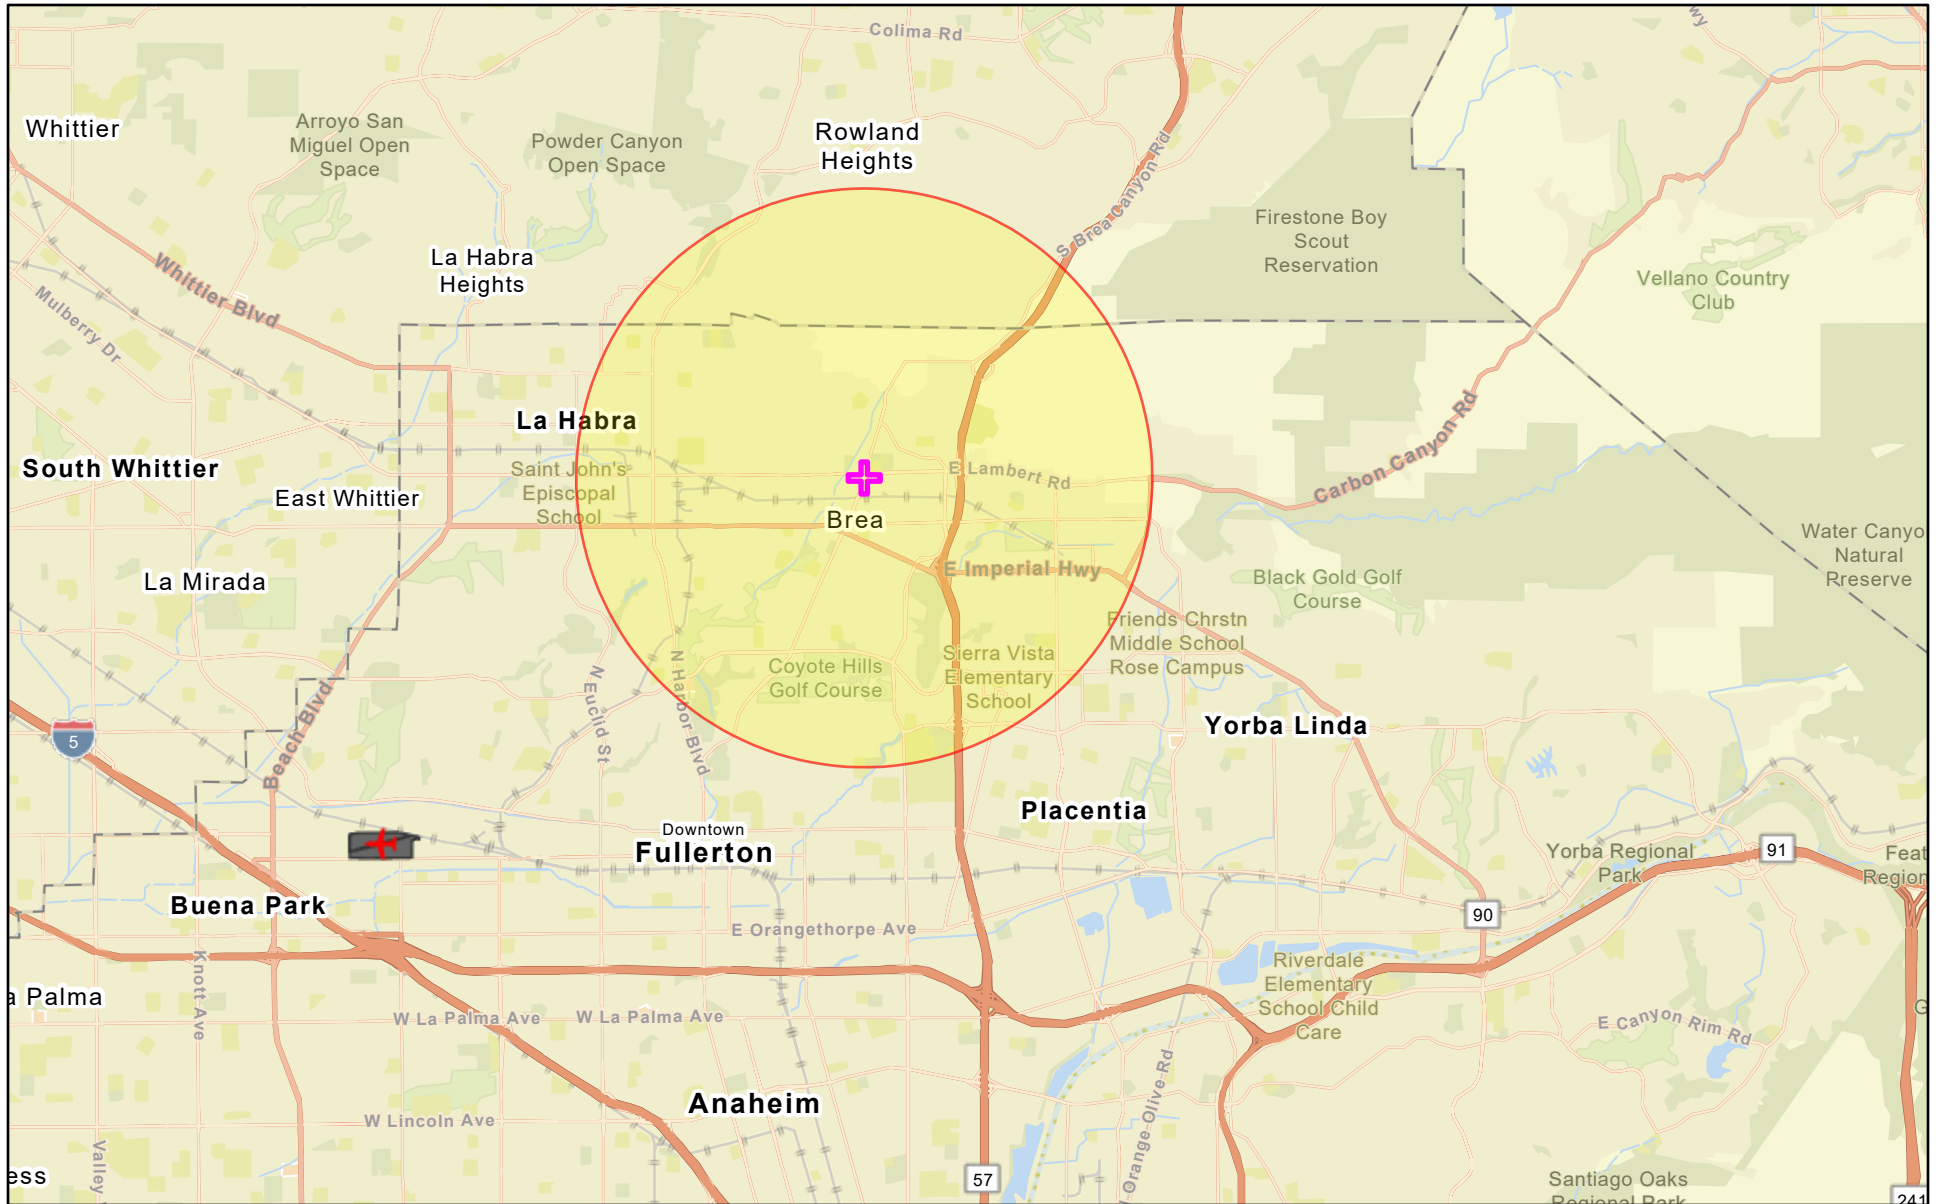 Colima Rd
wy
Whittier
Arroyo San
Miguel Open
Space
Powder Canyon
Open Space
Rowland
Heights
S Brea Canyon Rd
Firestone Boy
Scout
Reservation
La Habra
Heights
Vellano Country
Club
Whittier Blvd
Mulberry Dr
La Habra
Carbon Canyon Rd
South Whittier
Saint John's
Episcopal
School
East Whittier
E Lambert Rd
Brea
Water Canyo
Natural
Rreserve
La Mirada
E Imperial Hwy
Black Gold Golf
Course
Friends Chrstn
Middle School
Rose Campus
Coyote Hills
Golf Course
Sierra Vista
Elementary
School
N Euclid St
N Harbor Blvd
Beach Blvd
5
Yorba Linda
Placentia
Downtown
Fullerton
Yorba Regional
Park
91
Feat
Region
Buena Park
90
E Orangethorpe Ave
Knott Ave
a Palma
Riverdale
Elementary
School Child
Care
W La Palma Ave
W La Palma Ave
E Canyon Rim Rd
G
Anaheim
W Lincoln Ave
N Orange Olive Rd
Valley
ess
57
Santiago Oaks
Regional Park
241